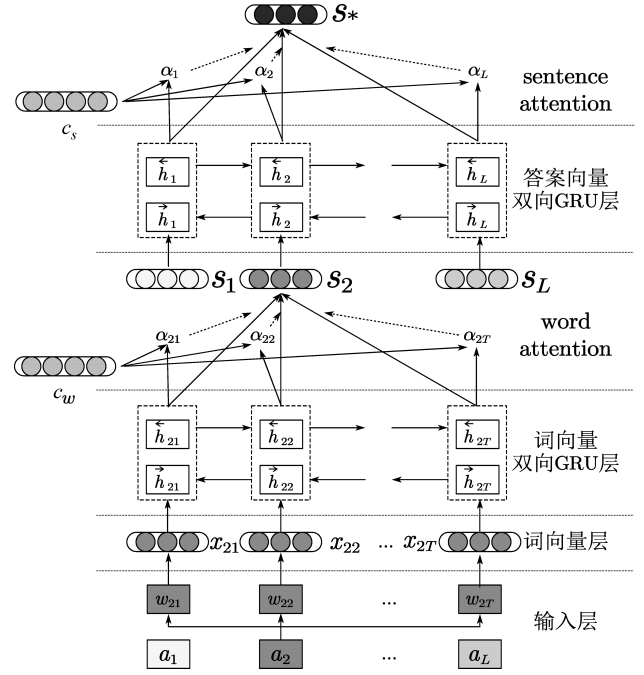 s*
α1 α2 αL
sentence
attention
cs
h1 h2 hL
h1 h2 hL
答案向量
双向GRU层
s1 s2 sL
word
attention
α21 α22 α2T
cw
h21 h22 h2T
h21 h22 h2T
词向量
双向GRU层
x21 x22 ... x2T 词向量层
w21 w22 ... w2T
输入层
a1 a2 ... aL